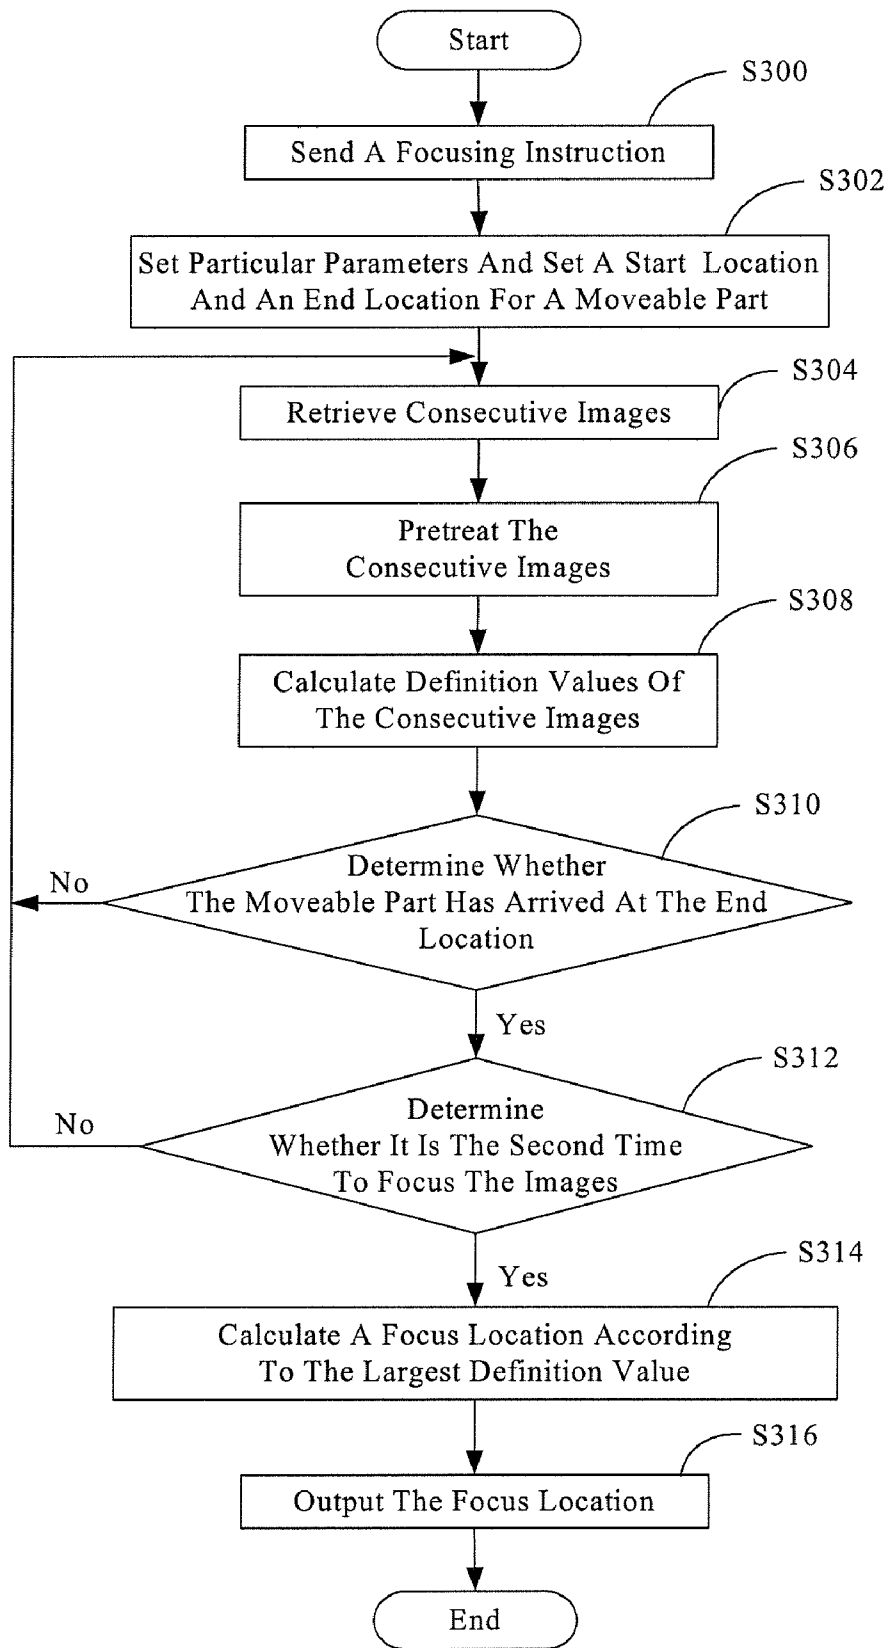 Start
S300
Send A Focusing Instruction
S302
Set Particular Parameters And Set A Start Location
And An End Location For A Moveable Part
S304
Retrieve Consecutive Images
S306
Pretreat The
Consecutive Images
S308
Calculate Definition Values Of
The Consecutive Images
S310
Determine Whether
The Moveable Part Has Arrived At The End
Location
No
Yes
S312
Determine
Whether It Is The Second Time
To Focus The Images
No
Yes
S314
Calculate A Focus Location According
To The Largest Definition Value
S316
Output The Focus Location
End